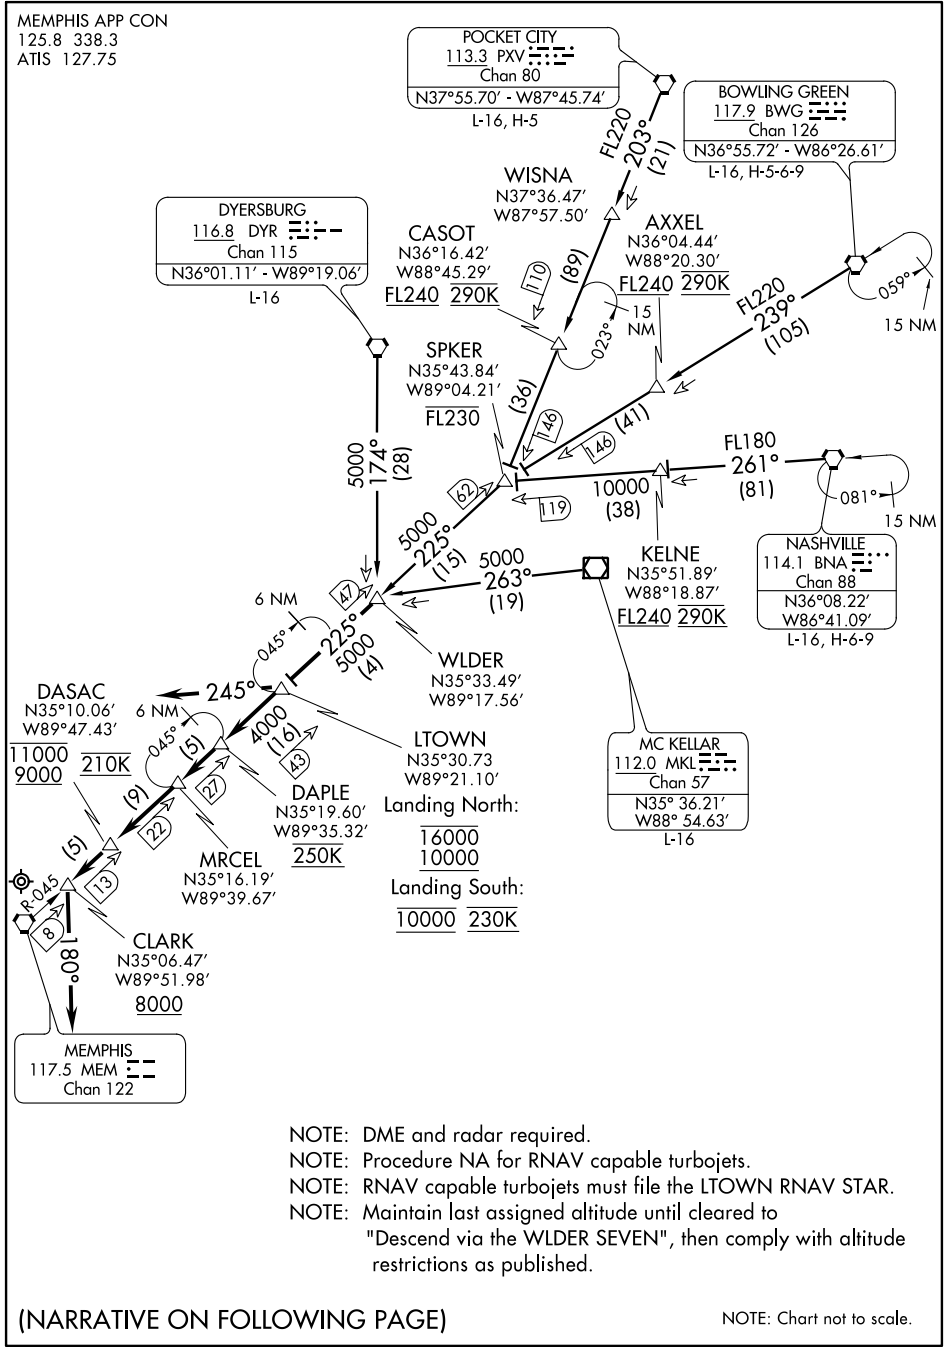 MEMPHIS APP CON
125.8 338.3
ATIS 127.75
POCKET CITY
113.3 PXV
Chan 80
N37°55.70′ - W87°45.74′
L-16, H-5
BOWLING GREEN
117.9 BWG
Chan 126
N36°55.72′ - W86°26.61′
L-16, H-5-6-9
FL220
203°
(21)
WISNA
N37°36.47′
W87°57.50′
DYERSBURG
116.8 DYR
Chan 115
N36°01.11′ - W89°19.06′
L-16
CASOT
N36°16.42′
W88°45.29′
FL240 290K
110
(89)
AXXEL
N36°04.44′
W88°20.30′
FL240 290K
15
NM
023°
FL220
239°
(105)
059°
15 NM
SPKER
N35°43.84′
W89°04.21′
FL230
(36)
146
146
(41)
5000
174°
(28)
62
119
10000
(38)
FL180
261°
(81)
081°
15 NM
5000
225°
(15)
5000
263°
(19)
KELNE
N35°51.89′
W88°18.87′
FL240 290K
NASHVILLE
114.1 BNA
Chan 88
N36°08.22′
W86°41.09′
L-16, H-6-9
47
6 NM
045°
225°
5000
(4)
WLDER
N35°33.49′
W89°17.56′
245°
DASAC
N35°10.06′
W89°47.43′
11000
9000
210K
6 NM
045°
(5)
4000
(16)
43
LTOWN
N35°30.73
W89°21.10′
Landing North:
16000
10000
Landing South:
10000 230K
MC KELLAR
112.0 MKL
Chan 57
N35° 36.21′
W88° 54.63′
L-16
27
DAPLE
N35°19.60′
W89°35.32′
250K
(9)
22
MRCEL
N35°16.19′
W89°39.67′
(5)
13
R-045
8
CLARK
N35°06.47′
W89°51.98′
8000
180°
MEMPHIS
117.5 MEM
Chan 122
NOTE: DME and radar required.
NOTE: Procedure NA for RNAV capable turbojets.
NOTE: RNAV capable turbojets must file the LTOWN RNAV STAR.
NOTE: Maintain last assigned altitude until cleared to
"Descend via the WLDER SEVEN", then comply with altitude
restrictions as published.
(NARRATIVE ON FOLLOWING PAGE)
NOTE: Chart not to scale.